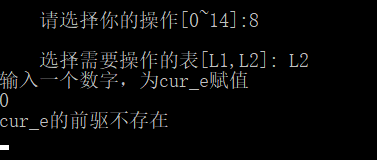 请选择你的操作[0~14]:8
选择需要操作的表[L1,L2]: L2
输入一个数字，为cur_e赋值
0
cur_e的前驱不存在